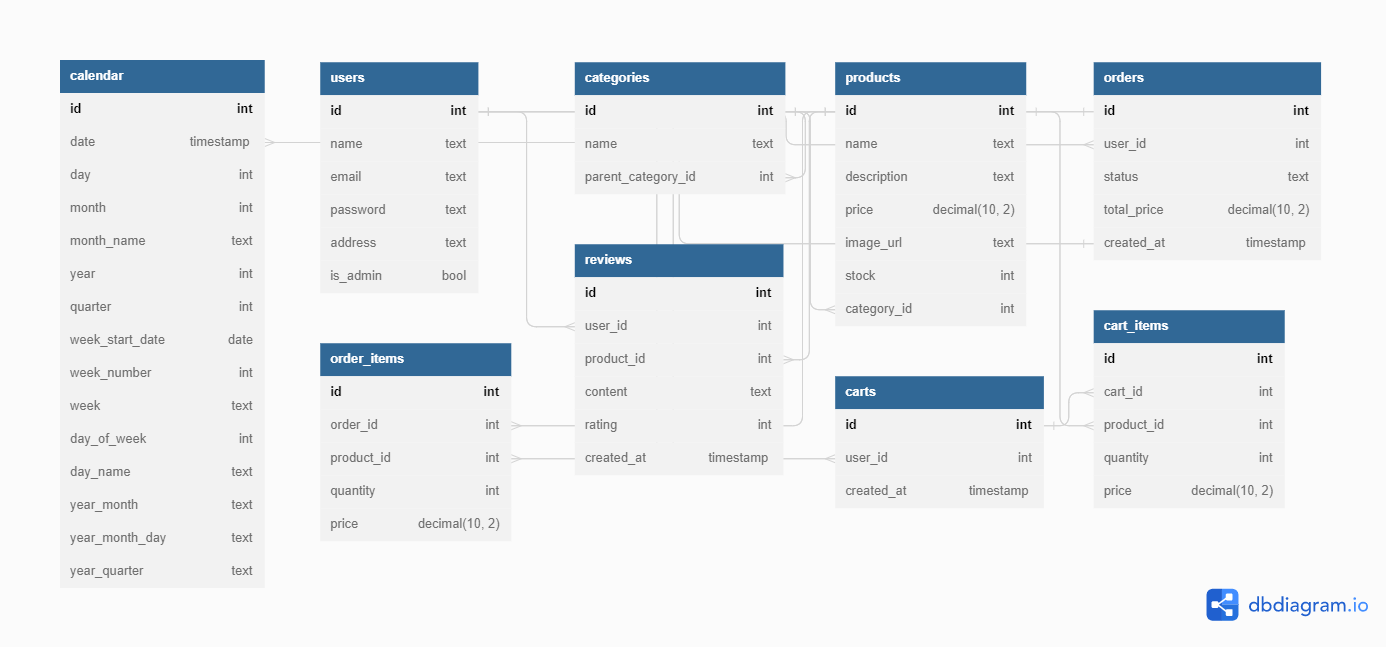 calendar
id int
date timestamp
day int
month int
month_name text
year int
quarter int
week_start_date date
week_number int
week text
day_of_week int
day_name text
year_month text
year_month_day text
year_quarter text
users
id int
name text
email text
password text
address text
is_admin bool
order_items
id int
order_id int
product_id int
quantity int
price decimal(10, 2)
categories
id int
name text
parent_category_id int
reviews
id int
user_id int
product_id int
content text
rating int
created_at timestamp
products
id int
name text
description text
price decimal(10, 2)
image_url text
stock int
category_id int
carts
id int
user_id int
created_at timestamp
orders
id int
user_id int
status text
total_price decimal(10, 2)
created_at timestamp
cart_items
id int
cart_id int
product_id int
quantity int
price decimal(10, 2)
dbdiagram.io